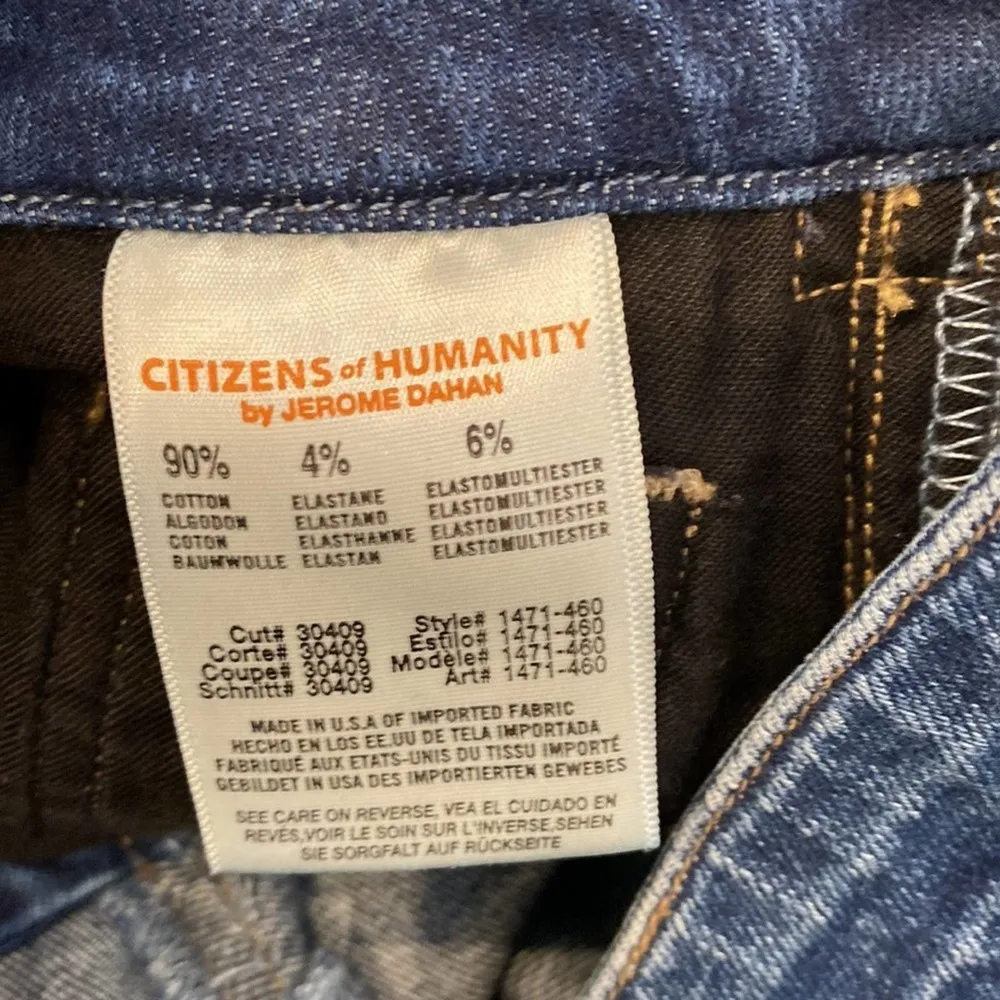 CITIZENS of HUMANITY
by JEROME DAHAN
90% 4% 6%
COTTON ELASTANE ELASTOMULTIESTER
ALGODON ELASTANO ELASTOMULTIESTER
COTON ELASTHANNE ELASTOMULTIESTER
BAUMWOLLE ELASTAN ELASTOMULTIESTER
Cut# 30409 Style# 1471-460
Corte# 30409 Estilo# 1471-460
Coupe# 30409 Modèle# 1471-460
Schnitt# 30409 Art# 1471-460
MADE IN U.S.A OF IMPORTED FABRIC
HECHO EN LOS EE.UU DE TELA IMPORTADA
FABRIQUÉ AUX ETATS-UNIS DU TISSU IMPORTÉ
GEBILDET IN USA DES IMPORTIERTEN GEWEBES
SEE CARE ON REVERSE, VEA EL CUIDADO EN
REVÉS,VOIR LE SOIN SUR L'INVERSE,SEHEN
SIE SORGFALT AUF RÜCKSEITE